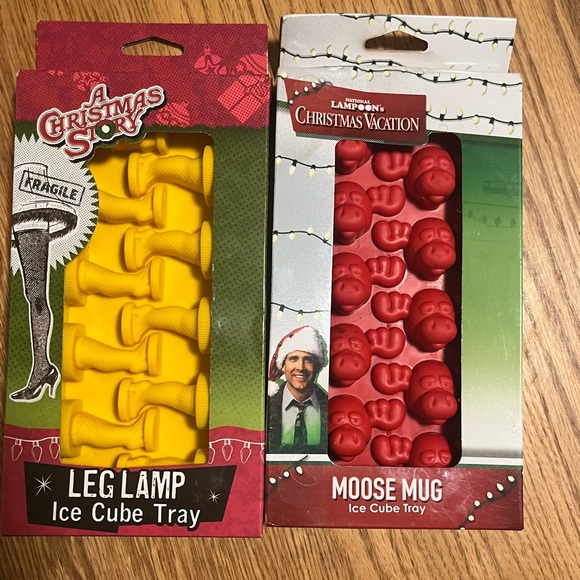 A
CHRISTMAS
STORY
FRAGILE
LEG LAMP
Ice Cube Tray
NATIONAL
LAMPOON'S
CHRISTMAS VACATION
MOOSE MUG
Ice Cube Tray